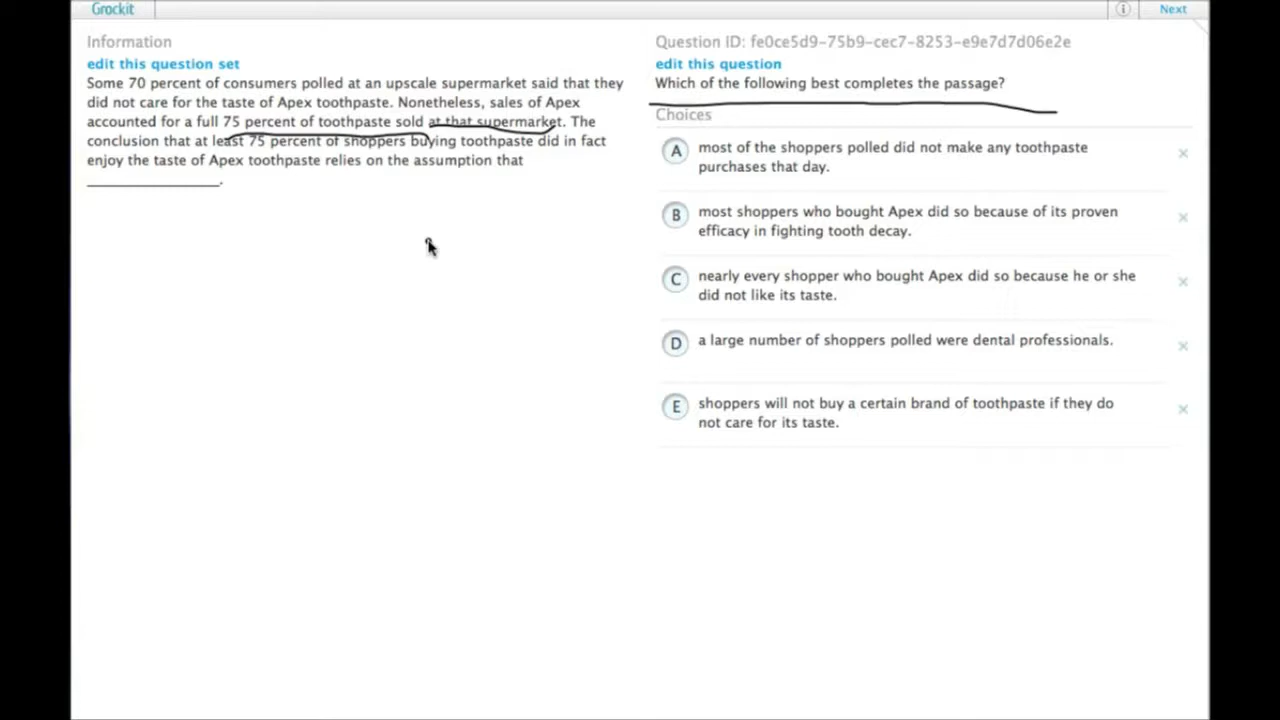 Grockit
Next
Information
edit this question set
Some 70 percent of consumers polled at an upscale supermarket said that they
did not care for the taste of Apex toothpaste. Nonetheless, sales of Apex
accounted for a full 75 percent of toothpaste sold at that supermarket. The
conclusion that at least 75 percent of shoppers buying toothpaste did in fact
enjoy the taste of Apex toothpaste relies on the assumption that
____________________.
Question ID: fe0ce5d9-75b9-cec7-8253-e9e7d7d06e2e
edit this question
Which of the following best completes the passage?
Choices
A most of the shoppers polled did not make any toothpaste
purchases that day.
B most shoppers who bought Apex did so because of its proven
efficacy in fighting tooth decay.
C nearly every shopper who bought Apex did so because he or she
did not like its taste.
D a large number of shoppers polled were dental professionals.
E shoppers will not buy a certain brand of toothpaste if they do
not care for its taste.